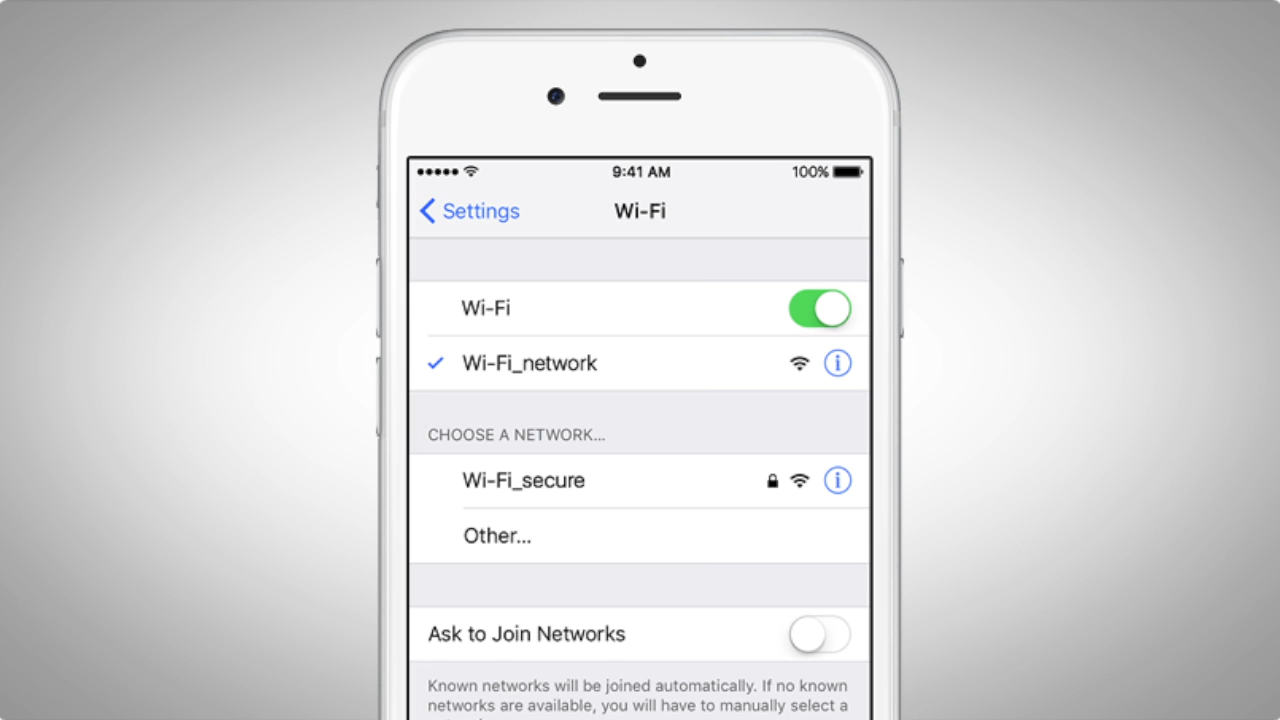 9:41 AM
100%
Settings
Wi-Fi
Wi-Fi
Wi-Fi_network
CHOOSE A NETWORK...
Wi-Fi_secure
Other...
Ask to Join Networks
Known networks will be joined automatically. If no known
networks are available, you will have to manually select a